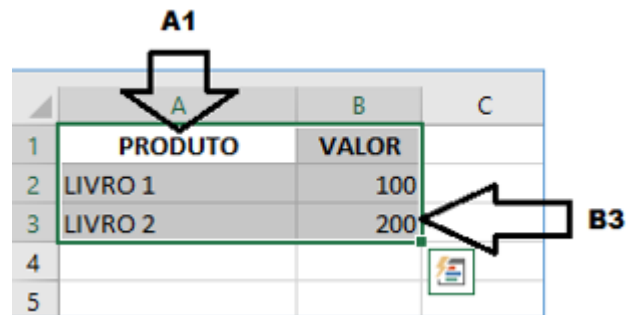 A1
A B C
1 PRODUTO VALOR
2 LIVRO 1 100
3 LIVRO 2 200
B3
4
5